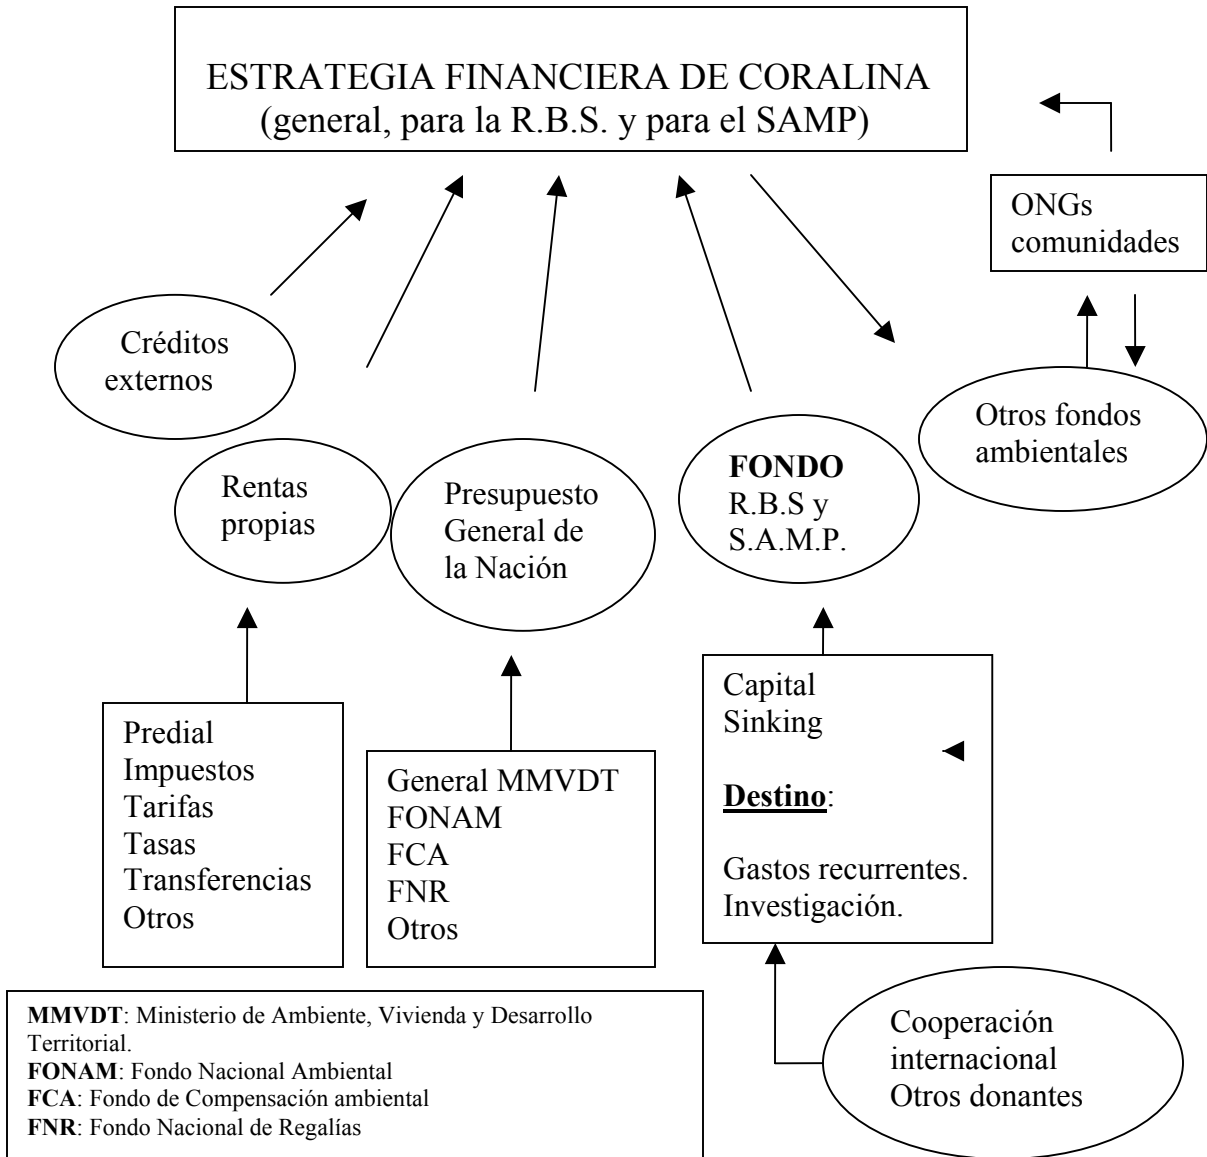 ESTRATEGIA FINANCIERA DE CORALINA
(general, para la R.B.S. y para el SAMP)
ONGs
comunidades
Créditos
externos
Otros fondos
ambientales
Rentas
propias
Presupuesto
General de
la Nación
FONDO
R.B.S y
S.A.M.P.
Predial
Impuestos
Tarifas
Tasas
Transferencias
Otros
General MMVDT
FONAM
FCA
FNR
Otros
Capital
Sinking
Destino:
Gastos recurrentes.
Investigación.
MMVDT: Ministerio de Ambiente, Vivienda y Desarrollo
Territorial.
FONAM: Fondo Nacional Ambiental
FCA: Fondo de Compensación ambiental
FNR: Fondo Nacional de Regalías
Cooperación
internacional
Otros donantes